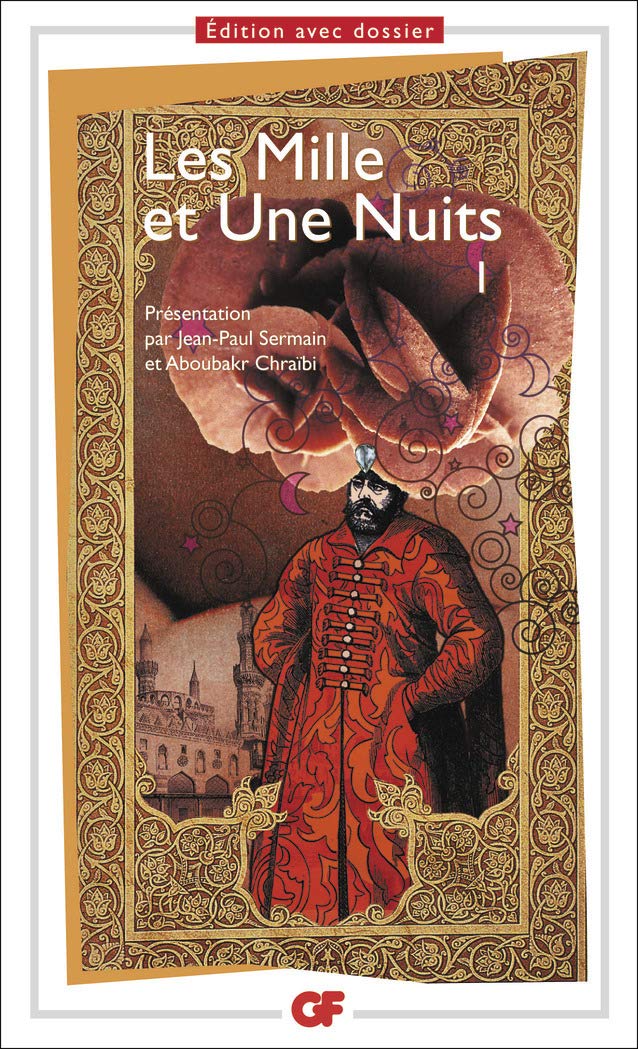 Édition avec dossier
Les Mille
et Une Nuits
I
Présentation
par Jean-Paul Sermain
et Aboubakr Chraïbi
GF